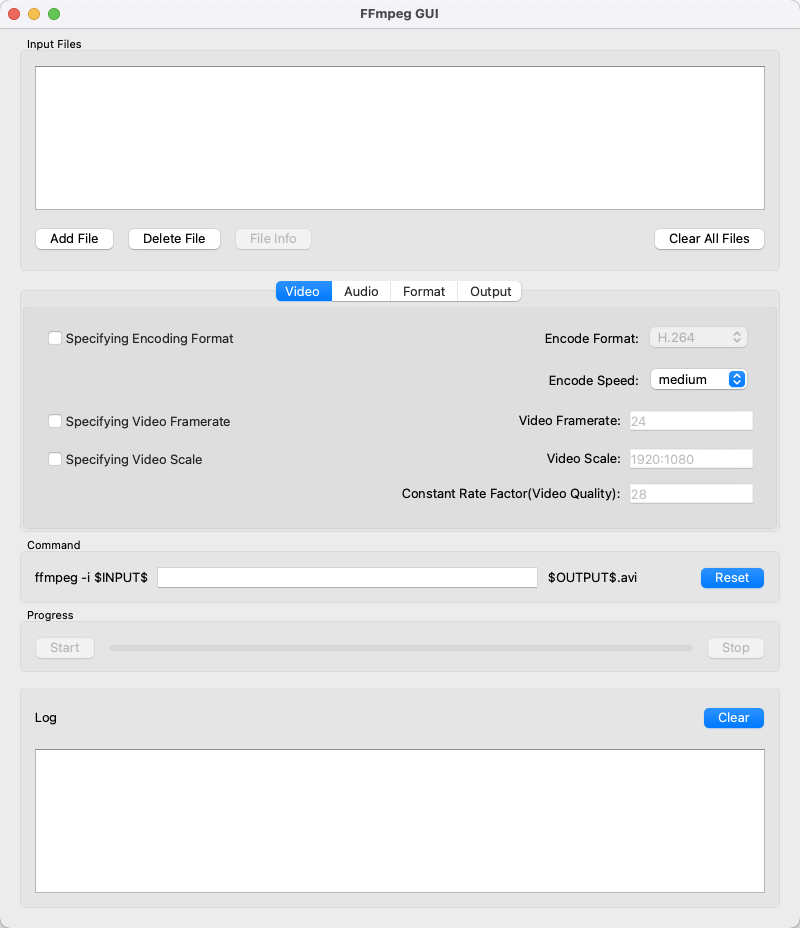 FFmpeg GUI
Input Files
Add File Delete File File Info Clear All Files
Video Audio Format Output
Specifying Encoding Format Encode Format: H.264
Encode Speed: medium
Specifying Video Framerate Video Framerate: 24
Specifying Video Scale Video Scale: 1920:1080
Constant Rate Factor(Video Quality): 28
Command
ffmpeg -i $INPUT$ $OUTPUT$.avi Reset
Progress
Start Stop
Log Clear